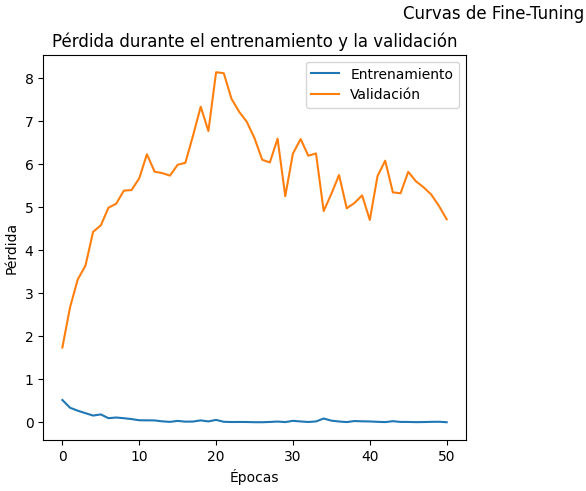 Curvas de Fine-Tuning
Pérdida durante el entrenamiento y la validación
Entrenamiento
Validación
Pérdida
8
7
6
5
4
3
2
1
0
0 10 20 30 40 50
Épocas